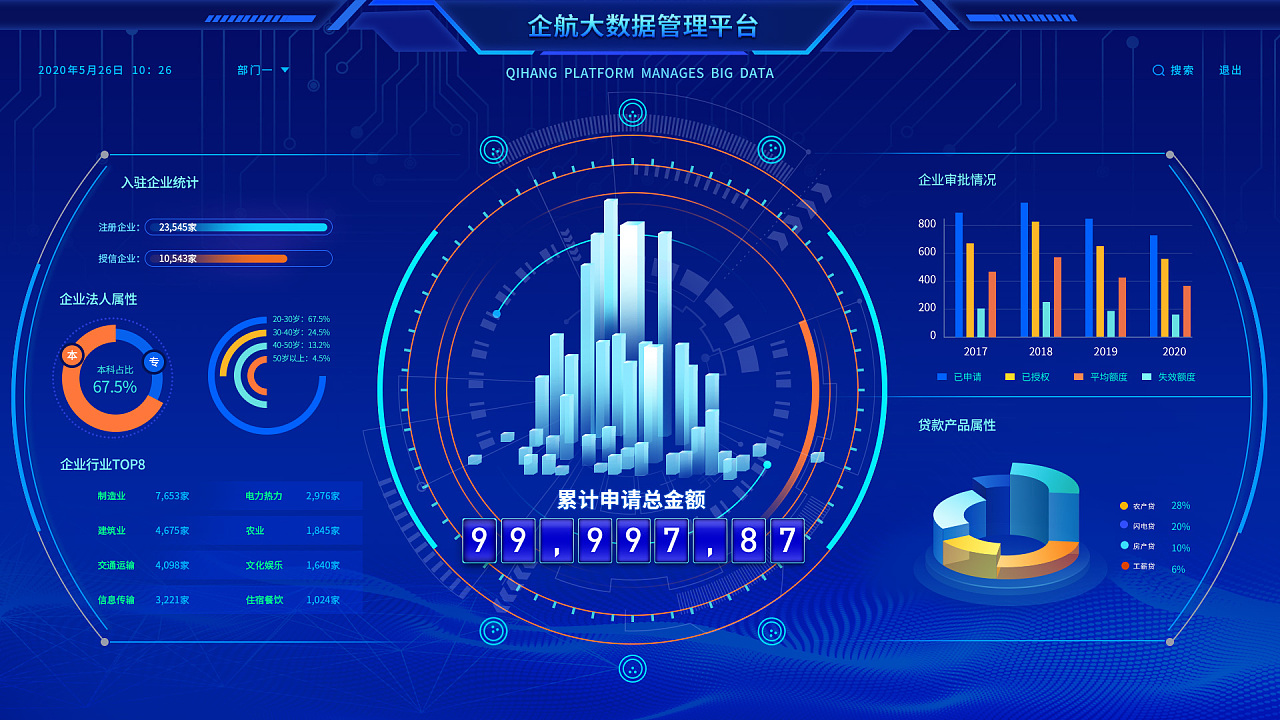 企航大数据管理平台
2020年5月26日 10：26
部门一
QIHANG PLATFORM MANAGES BIG DATA
搜索
退出
入驻企业统计
注册企业：
23,545家
授信企业：
10,543家
企业法人属性
本
专
本科占比
67.5%
20-30岁：67.5%
30-40岁：24.5%
40-50岁：13.2%
50岁以上：4.5%
企业行业TOP8
制造业 7,653家 电力热力 2,976家
建筑业 4,675家 农业 1,845家
交通运输 4,098家 文化娱乐 1,640家
信息传输 3,221家 住宿餐饮 1,024家
累计申请总金额
99,997,87
企业审批情况
800
600
400
200
0
2017 2018 2019 2020
已申请 已授权 平均额度 失效额度
贷款产品属性
农户贷 28%
闪电贷 20%
房户贷 10%
工薪贷 6%